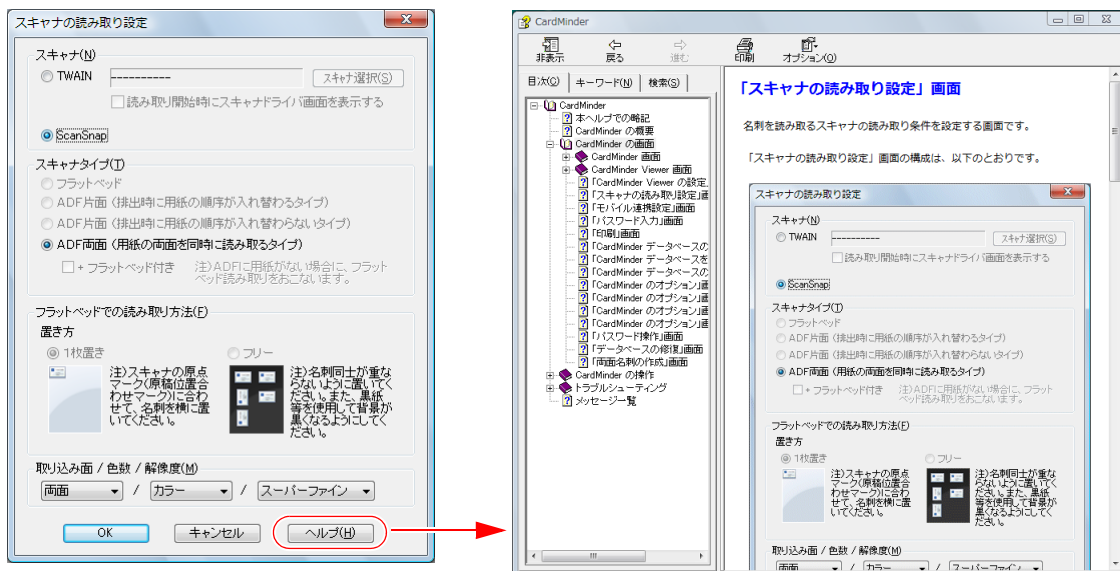 スキャナの読み取り設定
スキャナ(N)
TWAIN
----------
スキャナ選択(S)
読み取り開始時にスキャナドライバ画面を表示する
ScanSnap
スキャナタイプ(T)
フラットベッド
ADF片面 (排出時に用紙の順序が入れ替わるタイプ)
ADF片面 (排出時に用紙の順序が入れ替わらないタイプ)
ADF両面 (用紙の両面を同時に読み取るタイプ)
+ フラットベッド付き
注)ADFに用紙がない場合に、フラット
ベッド読み取りをおこないます。
フラットベッドでの読み取り方法(F)
置き方
1枚置き
注)スキャナの原点
マーク(原稿位置合
わせマーク)に合わ
せて、名刺を横に置
いてください。
フリー
注)名刺同士が重な
らないように置いてく
ださい。また、黒紙
等を使用して背景が
黒くなるようにしてく
ださい。
取り込み面 / 色数 / 解像度(M)
両面 / カラー / スーパーファイン
OK
キャンセル
ヘルプ(H)
CardMinder
非表示
戻る
進む
印刷
オプション(O)
目次(C)
キーワード(N)
検索(S)
CardMinder
本ヘルプでの略記
CardMinder の概要
CardMinder の画面
CardMinder 画面
CardMinder Viewer 画面
「CardMinder Viewer の設定
「スキャナの読み取り設定」画
「モバイル連携設定」画面
「パスワード入力」画面
「印刷」画面
「CardMinder データベースの
「CardMinder データベースを
「CardMinder データベースの
「CardMinder のオプション」画
「CardMinder のオプション」画
「CardMinder のオプション」画
「パスワード操作」画面
「データベースの修復」画面
「両面名刺の作成」画面
CardMinder の操作
トラブルシューティング
メッセージ一覧
「スキャナの読み取り設定」画面
名刺を読み取るスキャナの読み取り条件を設定する画面です。
「スキャナの読み取り設定」画面の構成は、以下のとおりです。
スキャナの読み取り設定
スキャナ(N)
TWAIN
----------
スキャナ選択(S)
読み取り開始時にスキャナドライバ画面を表示する
ScanSnap
スキャナタイプ(T)
フラットベッド
ADF片面 (排出時に用紙の順序が入れ替わるタイプ)
ADF片面 (排出時に用紙の順序が入れ替わらないタイプ)
ADF両面 (用紙の両面を同時に読み取るタイプ)
+ フラットベッド付き
注)ADFに用紙がない場合に、フラット
ベッド読み取りをおこないます。
フラットベッドでの読み取り方法(F)
置き方
1枚置き
注)スキャナの原点
マーク(原稿位置合
わせマーク)に合わ
せて、名刺を横に置
いてください。
フリー
注)名刺同士が重な
らないように置いてく
ださい。また、黒紙
等を使用して背景が
黒くなるようにしてく
ださい。
取り込み面 / 色数 / 解像度(M)
両面 / カラー / スーパーファイン